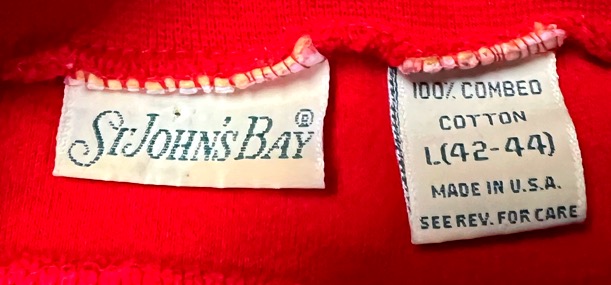 St. John's Bay®
100% COMBED
COTTON
L(42-44)
MADE IN U.S.A.
SEE REV. FOR CARE